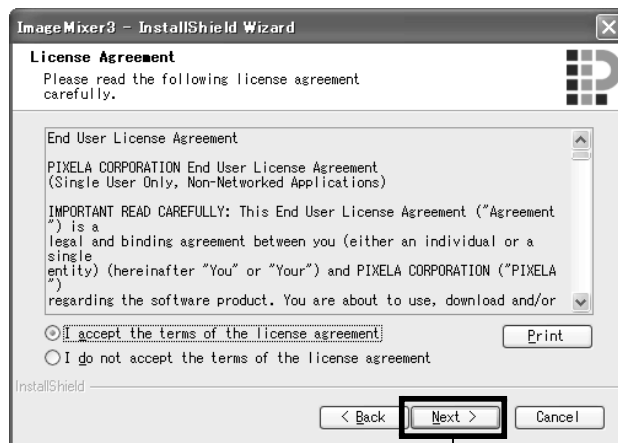 ImageMixer3 - InstallShield Wizard
License Agreement
Please read the following license agreement
carefully.
End User License Agreement
PIXELA CORPORATION End User License Agreement
(Single User Only, Non-Networked Applications)
IMPORTANT READ CAREFULLY: This End User License Agreement ("Agreement
") is a
legal and binding agreement between you (either an individual or a
single
entity) (hereinafter "You" or "Your") and PIXELA CORPORATION ("PIXELA
")
regarding the software product. You are about to use, download and/or
I accept the terms of the license agreement
Print
I do not accept the terms of the license agreement
InstallShield
< Back Next > Cancel